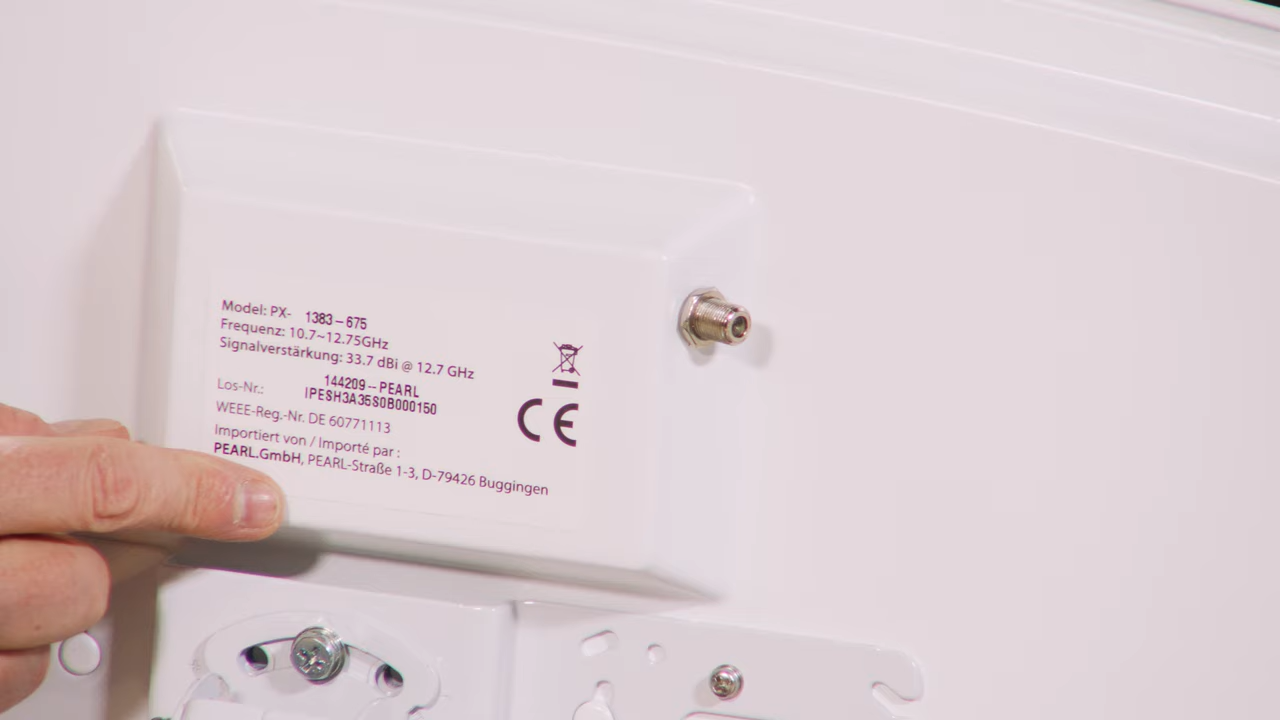 Model: PX- 1383-675
Frequenz: 10.7~12.75GHz
Signalverstärkung: 33.7 dBi @ 12.7 GHz
Los-Nr.: 144209-PEARL
IPESH3A35S0B000150
WEEE-Reg.-Nr. DE 60771113
Importiert von / Importé par :
PEARL.GmbH, PEARL-Straße 1-3, D-79426 Buggingen
CE